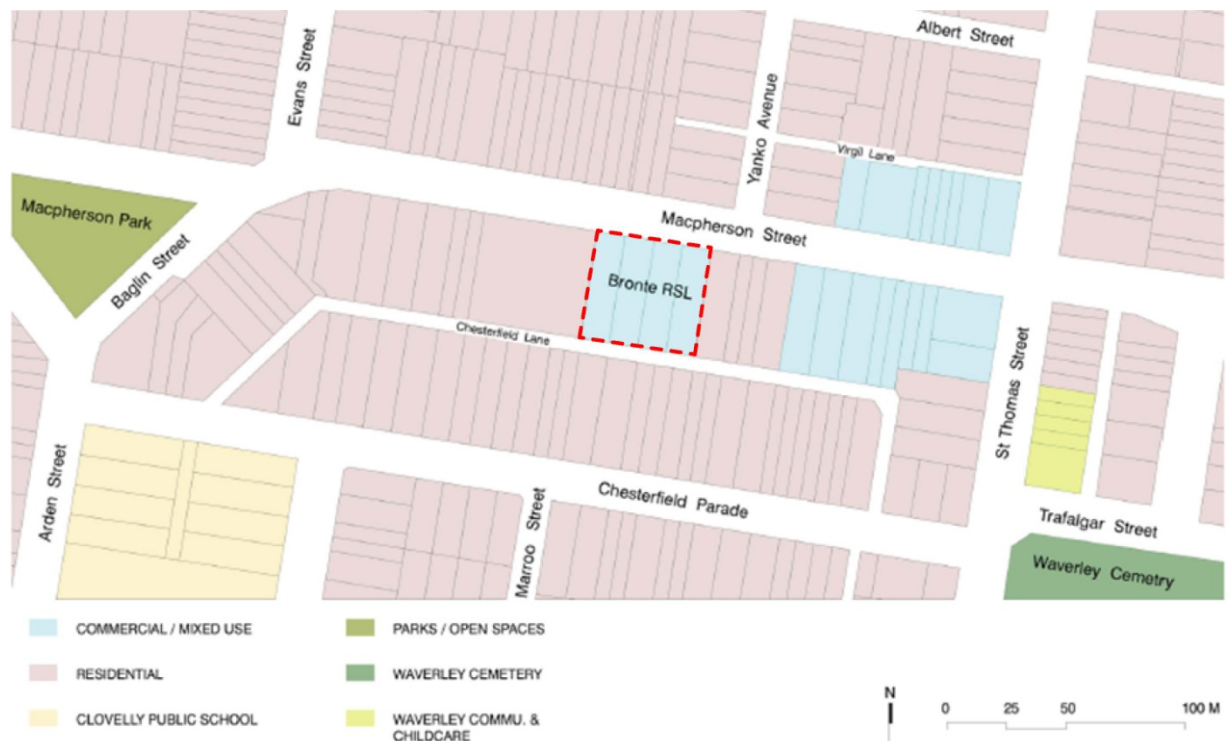 Albert Street
Evans Street
Yanko Avenue
Virgil Lane
Macpherson Park
Macpherson Street
Baglin Street
Bronte RSL
Chesterfield Lane
St Thomas Street
Arden Street
Chesterfield Parade
Marroo Street
Trafalgar Street
Waverley Cemetry
COMMERCIAL / MIXED USE
RESIDENTIAL
CLOVELLY PUBLIC SCHOOL
PARKS / OPEN SPACES
WAVERLEY CEMETERY
WAVERLEY COMMU. &
CHILDCARE
N
0 25 50 100 M